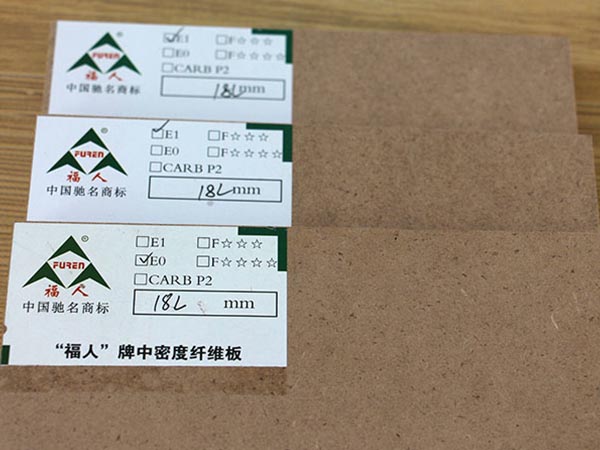 FUREN
®
福人
中国驰名商标
☑E1 ☐F☆☆☆
☐E0 ☐F☆☆☆☆
☐CARB P2
18L mm
FUREN
®
福人
中国驰名商标
☑E1 ☐F☆☆☆
☐E0 ☐F☆☆☆☆
☐CARB P2
18L mm
FUREN
®
福人
中国驰名商标
☐E1 ☐F☆☆☆
☑E0 ☐F☆☆☆☆
☐CARB P2
18L mm
“福人”牌中密度纤维板